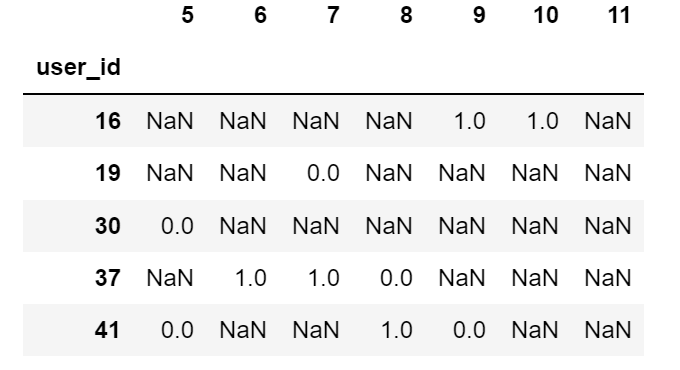 5 6 7 8 9 10 11
user_id
16 NaN NaN NaN NaN 1.0 1.0 NaN
19 NaN NaN 0.0 NaN NaN NaN NaN
30 0.0 NaN NaN NaN NaN NaN NaN
37 NaN 1.0 1.0 0.0 NaN NaN NaN
41 0.0 NaN NaN 1.0 0.0 NaN NaN